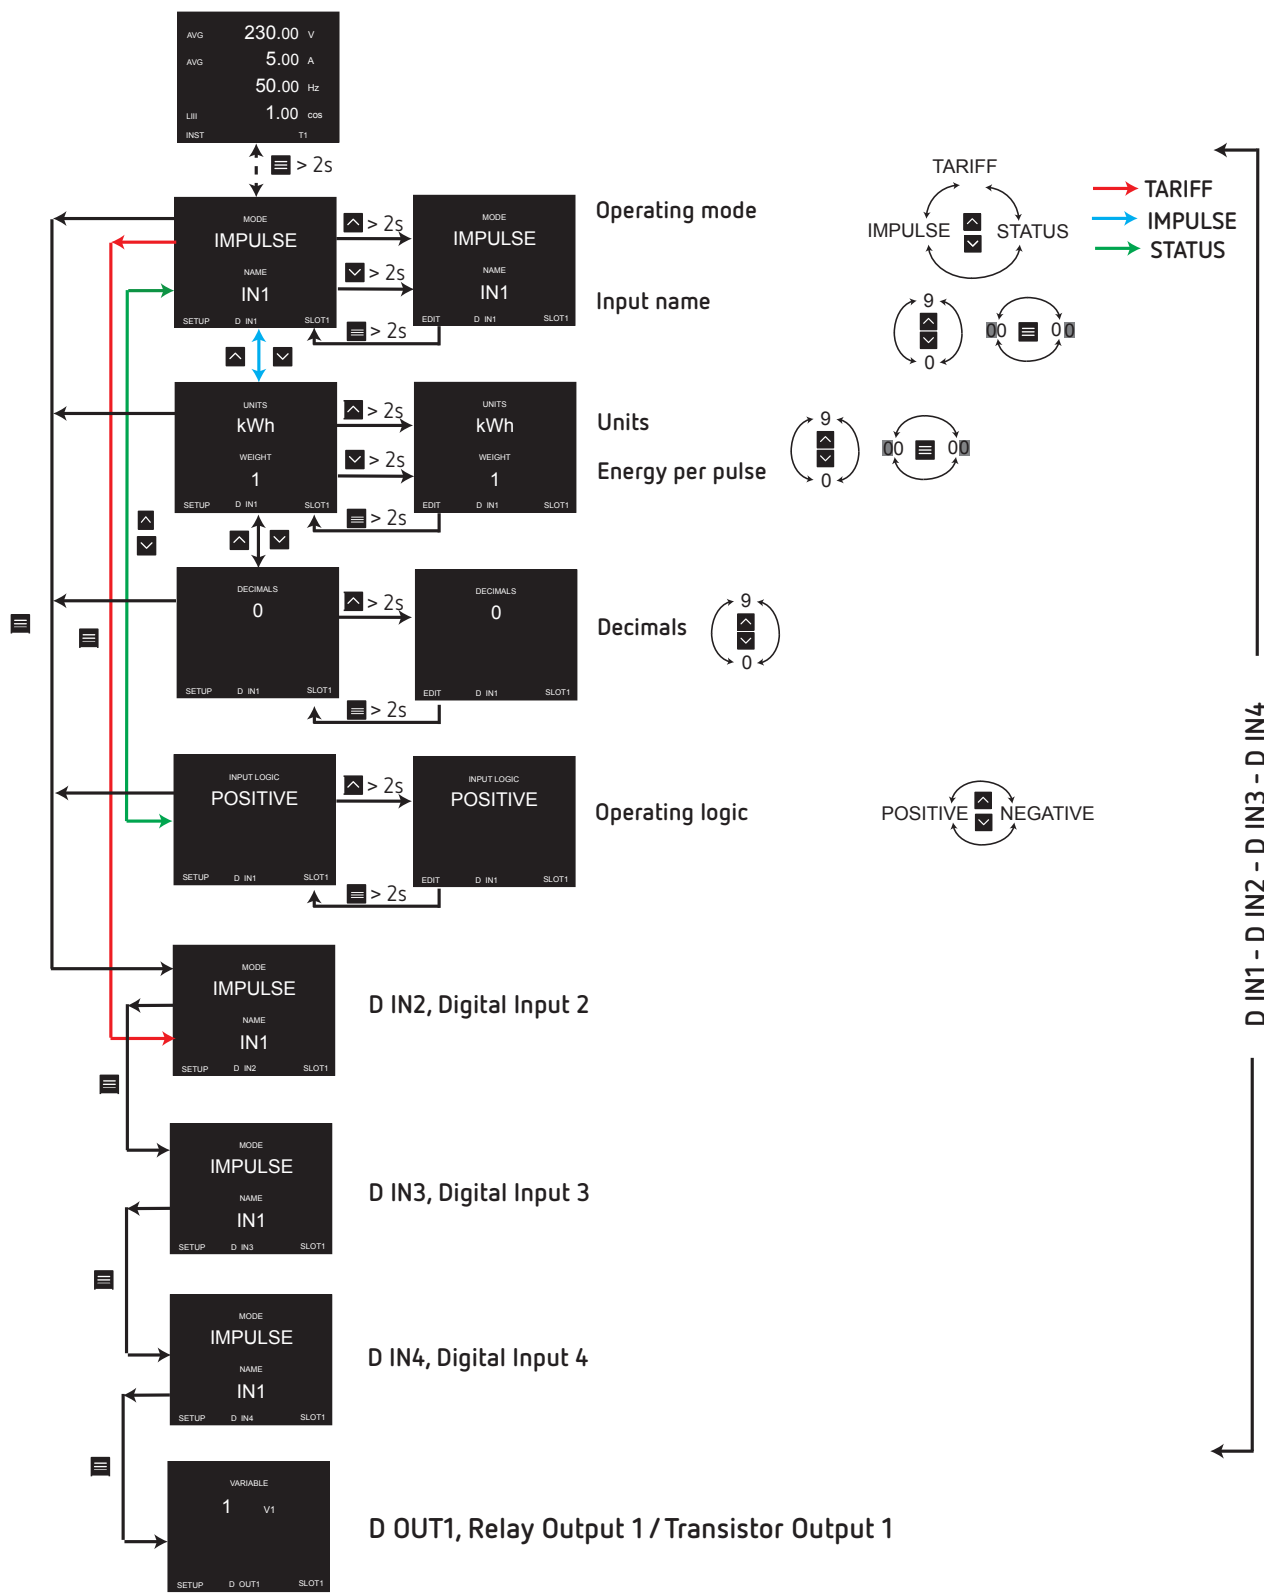 AVG 230.00 V
AVG 5.00 A
50.00 Hz
LIII 1.00 cos
INST T1
> 2s
MODE
IMPULSE
NAME
IN1
SETUP D IN1 SLOT1
> 2s
> 2s
> 2s
MODE
IMPULSE
NAME
IN1
EDIT D IN1 SLOT1
Operating mode
Input name
TARIFF
IMPULSE STATUS
TARIFF
IMPULSE
STATUS
9
0
00 00
UNITS
kWh
WEIGHT
1
SETUP D IN1 SLOT1
> 2s
> 2s
> 2s
UNITS
kWh
WEIGHT
1
EDIT D IN1 SLOT1
Units
Energy per pulse
9
0
00 00
DECIMALS
0
SETUP D IN1 SLOT1
> 2s
> 2s
DECIMALS
0
EDIT D IN1 SLOT1
Decimals
9
0
INPUT LOGIC
POSITIVE
SETUP D IN1 SLOT1
> 2s
> 2s
INPUT LOGIC
POSITIVE
EDIT D IN1 SLOT1
Operating logic
POSITIVE NEGATIVE
D IN1 - D IN2 - D IN3 - D IN4
MODE
IMPULSE
NAME
IN1
SETUP D IN2 SLOT1
D IN2, Digital Input 2
MODE
IMPULSE
NAME
IN1
SETUP D IN3 SLOT1
D IN3, Digital Input 3
MODE
IMPULSE
NAME
IN1
SETUP D IN4 SLOT1
D IN4, Digital Input 4
VARIABLE
1 V1
SETUP D OUT1 SLOT1
D OUT1, Relay Output 1 / Transistor Output 1